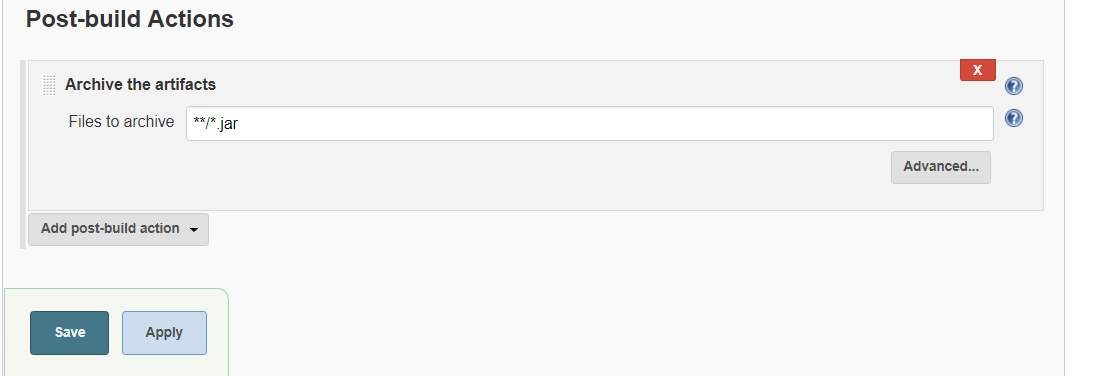 Post-build Actions
X
Archive the artifacts
?
Files to archive
**/*.jar
?
Advanced...
Add post-build action
Save
Apply